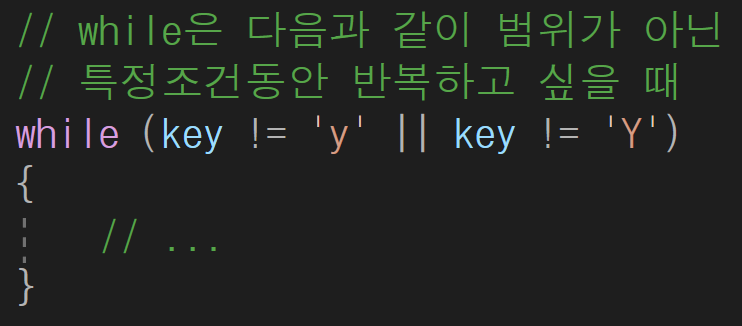 // while은 다음과 같이 범위가 아닌
// 특정조건동안 반복하고 싶을 때
while (key != 'y' || key != 'Y')
{
    // ...
}